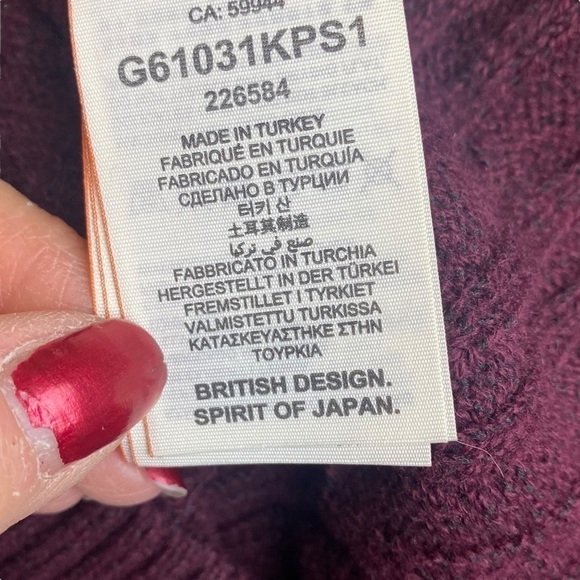 CA: 59944
G61031KPS1
226584
MADE IN TURKEY
FABRIQUÉ EN TURQUIE
FABRICADO EN TURQUÍA
СДЕЛАНО В ТУРЦИИ
터키 산
土耳其制造
صنع في تركيا
FABBRICATO IN TURCHIA
HERGESTELLT IN DER TÜRKEI
FREMSTILLET I TYRKIET
VALMISTETTU TURKISSA
ΚΑΤΑΣΚΕΥΑΣΤΗΚΕ ΣΤΗΝ
ΤΟΥΡΚΙΑ
BRITISH DESIGN.
SPIRIT OF JAPAN.